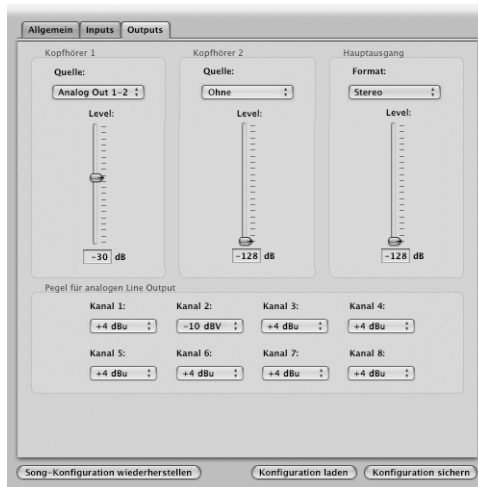 Allgemein Inputs Outputs
Kopfhörer 1 Kopfhörer 2 Hauptausgang
Quelle: Quelle: Format:
Analog Out 1-2 Ohne Stereo
Level: Level: Level:
-30 dB -128 dB -128 dB
Pegel für analogen Line Output
Kanal 1: Kanal 2: Kanal 3: Kanal 4:
+4 dBu -10 dBV +4 dBu +4 dBu
Kanal 5: Kanal 6: Kanal 7: Kanal 8:
+4 dBu +4 dBu +4 dBu +4 dBu
Song-Konfiguration wiederherstellen Konfiguration laden Konfiguration sichern